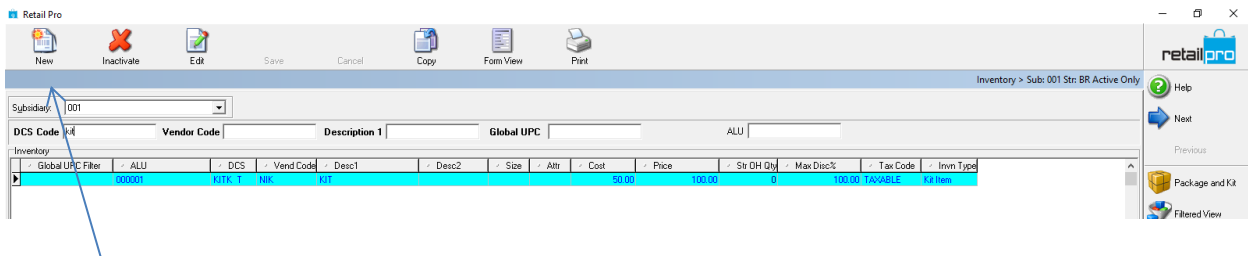 Retail Pro
New Inactivate Edit Save Cancel Copy Form View Print
retailpro
Inventory > Sub: 001 Str: BR Active Only
Help
Subsidiary: 001
Next
DCS Code kit Vendor Code Description 1 Global UPC ALU
Previous
Inventory
Global UPC Filter ALU DCS Vend Code Desc1 Desc2 Size Attr Cost Price Str OH Qty Max Disc% Tax Code Invn Type
000001 KITK T NIK KIT 50.00 100.00 0 100.00 TAXABLE Kit Item
Package and Kit
Filtered View